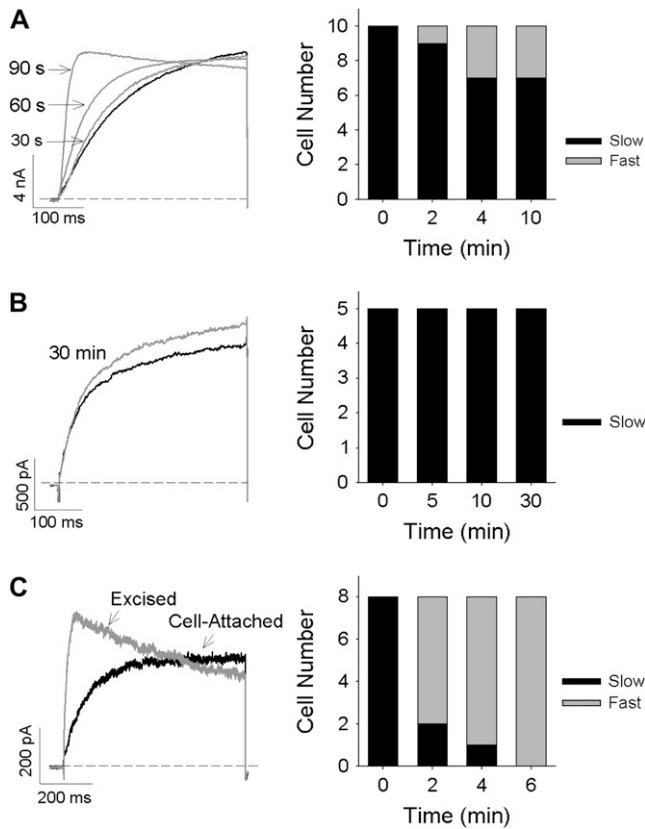 A
90 s
60 s
30 s
4 nA
100 ms
Cell Number
10
8
6
4
2
0
0 2 4 10
Time (min)
Slow
Fast
B
30 min
500 pA
100 ms
Cell Number
5
4
3
2
1
0
0 5 10 30
Time (min)
Slow
C
Excised
Cell-Attached
200 pA
200 ms
Cell Number
8
6
4
2
0
0 2 4 6
Time (min)
Slow
Fast